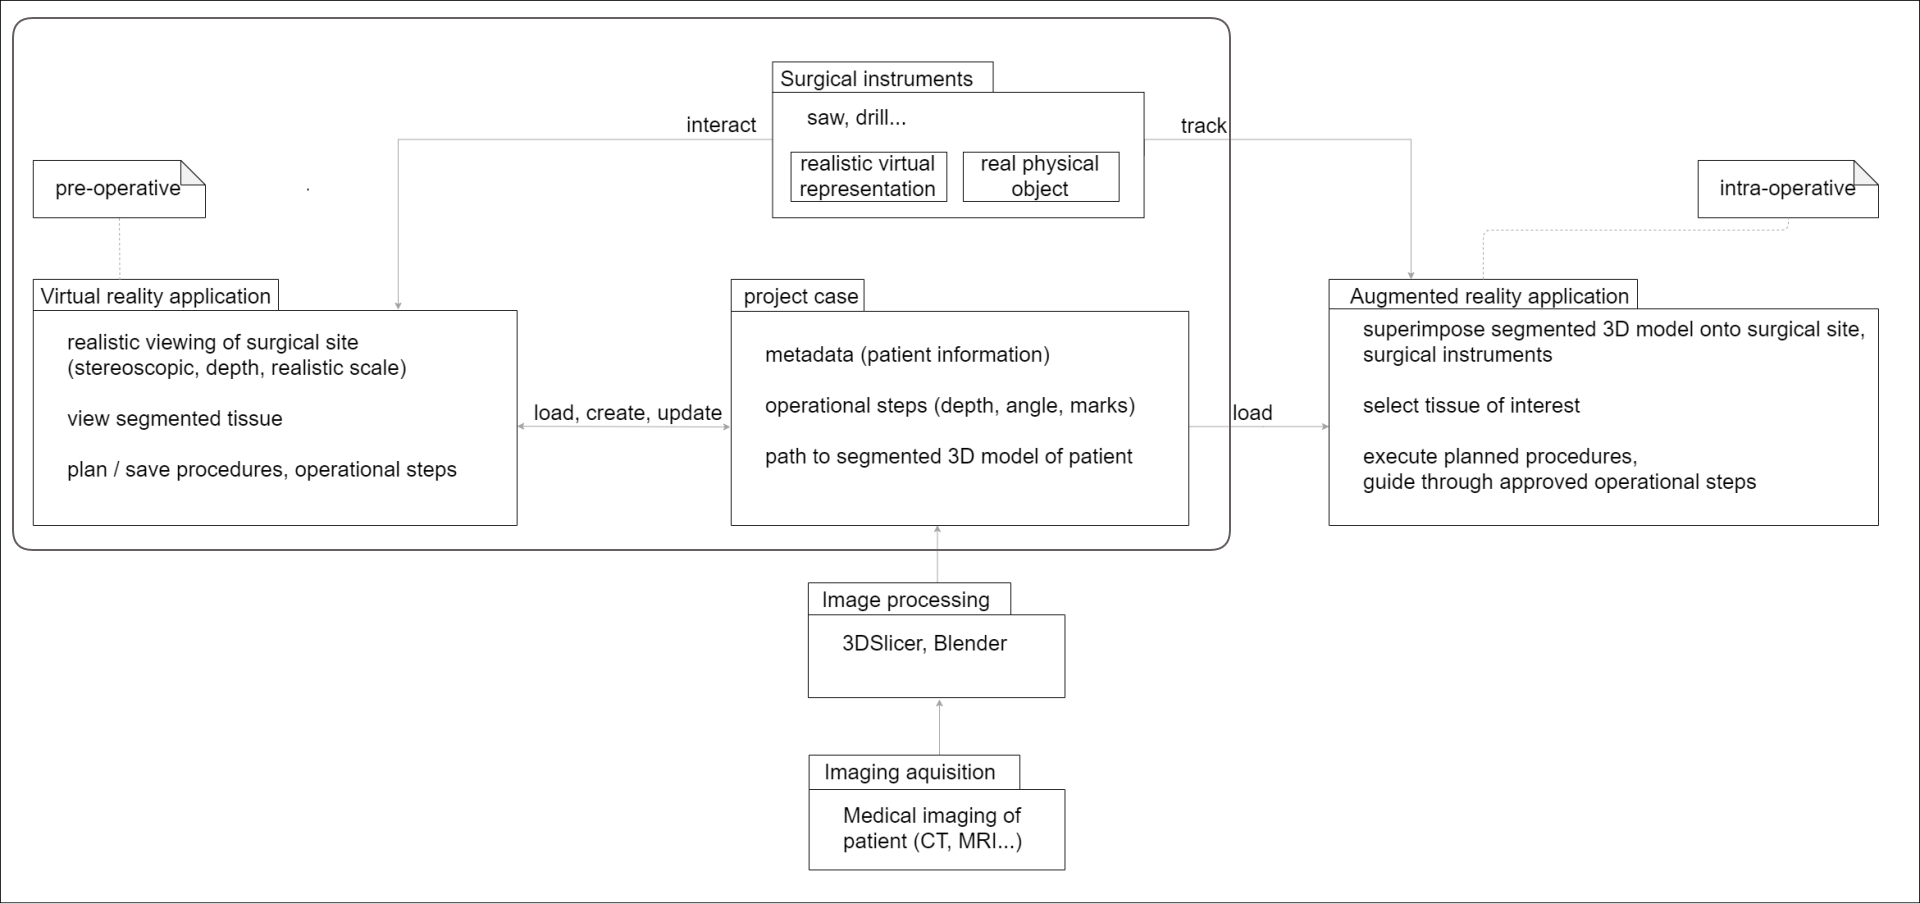 Surgical instruments
saw, drill...
realistic virtual
representation
real physical
object
interact
track
pre-operative
intra-operative
Virtual reality application
realistic viewing of surgical site
(stereoscopic, depth, realistic scale)
view segmented tissue
plan / save procedures, operational steps
load, create, update
project case
metadata (patient information)
operational steps (depth, angle, marks)
path to segmented 3D model of patient
load
Augmented reality application
superimpose segmented 3D model onto surgical site,
surgical instruments
select tissue of interest
execute planned procedures,
guide through approved operational steps
Image processing
3DSlicer, Blender
Imaging aquisition
Medical imaging of
patient (CT, MRI...)